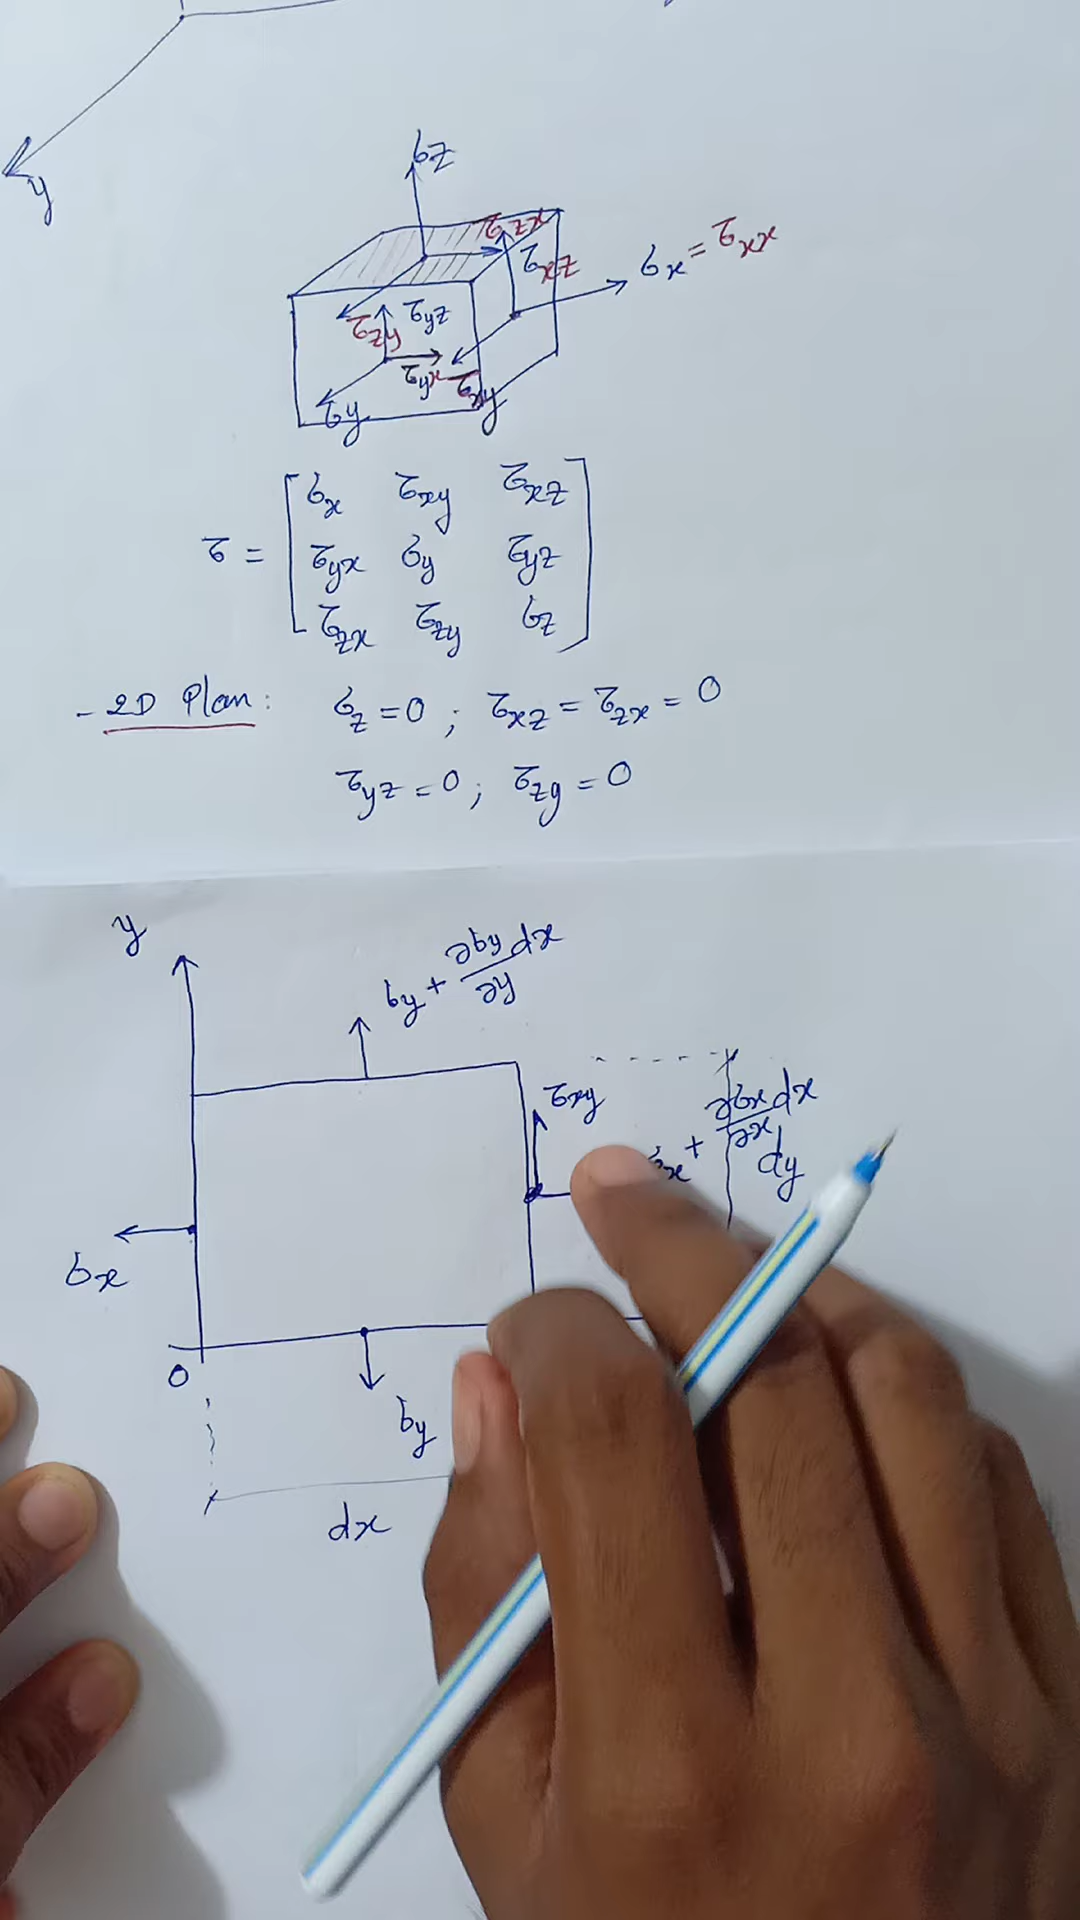 y
σz
τzx
τxz
σx = τxx
τzy
τyz
τyx
τxy
σy
τ = [ σx τxy τxz
τyx σy τyz
τzx τzy σz ]
- 2D Plan : σz = 0 ; τxz = τzx = 0
τyz = 0 ; τzy = 0
y
σy + ∂σy/∂y dx
τxy
σx + ∂σx/∂x dx
dy
σx
0
σy
dx